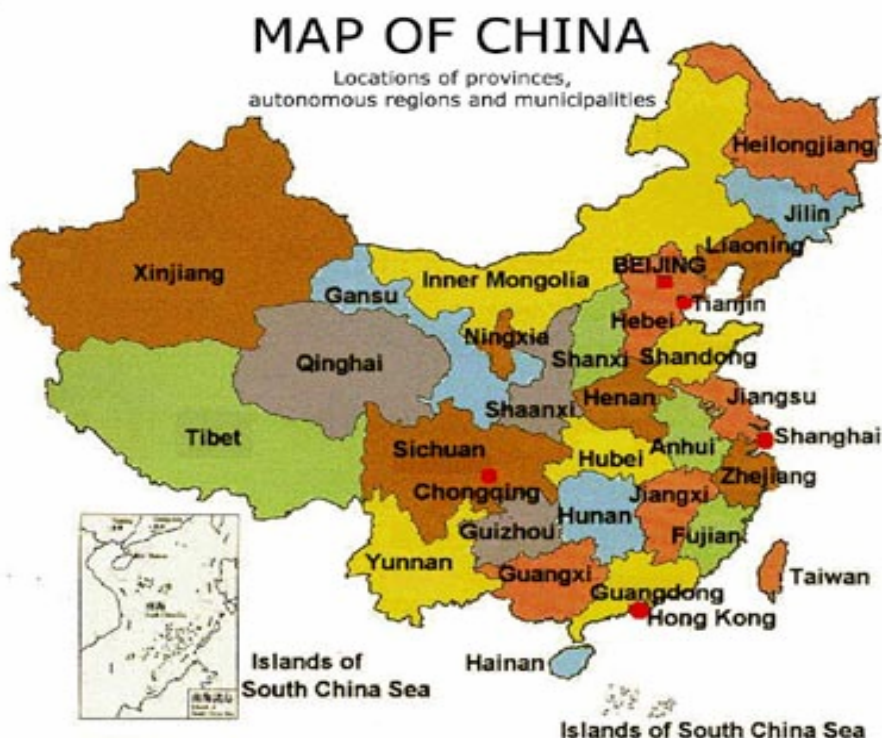 MAP OF CHINA
Locations of provinces,
autonomous regions and municipalities
Heilongjiang
Jilin
Liaoning
Xinjiang
Inner Mongolia
BEIJING
Gansu
Tianjin
Hebei
Ningxia
Qinghai
Shanxi
Shandong
Shaanxi
Henan
Jiangsu
Tibet
Sichuan
Anhui
Shanghai
Hubei
Zhejiang
Chongqing
Jiangxi
Guizhou
Hunan
Fujian
Yunnan
Guangxi
Taiwan
Guangdong
Hong Kong
Hainan
Islands of
South China Sea
Islands of South China Sea